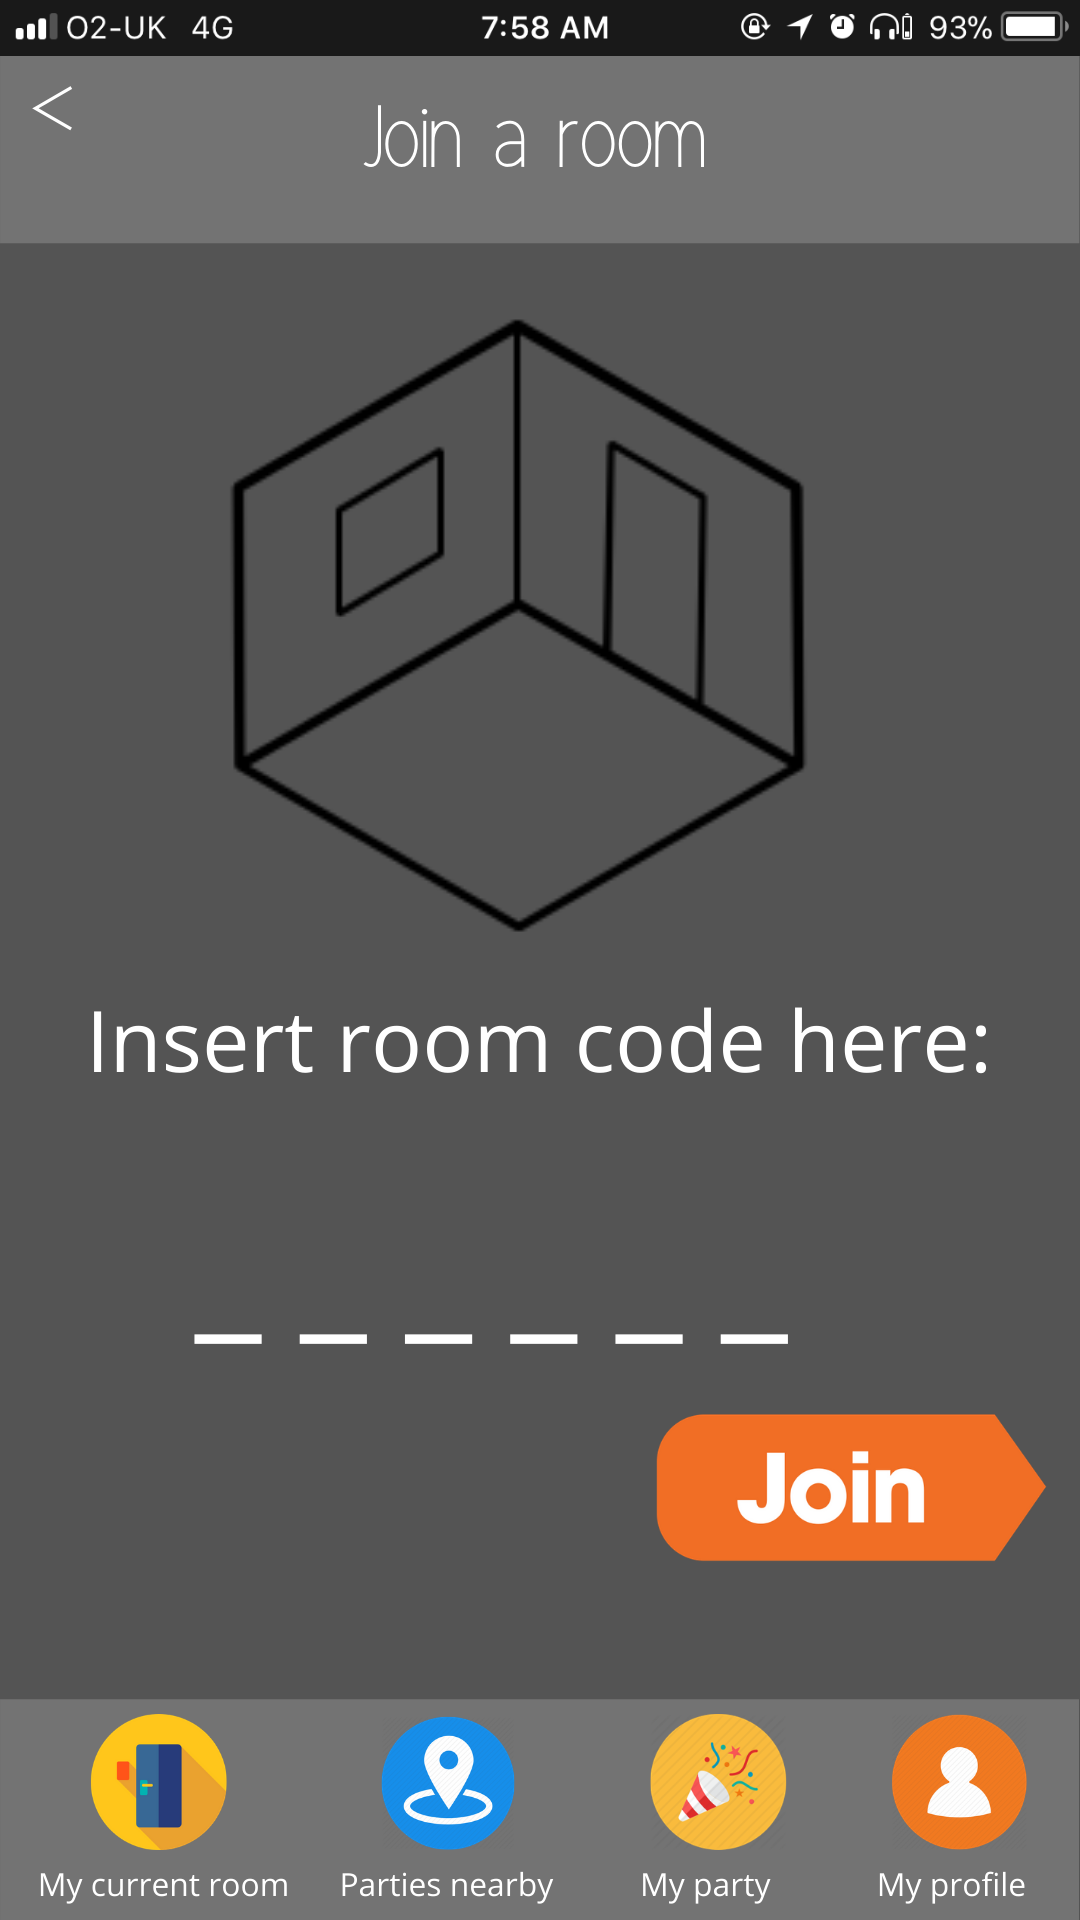 O2-UK 4G 7:58 AM 93%
Join a room
Insert room code here:
Join
My current room Parties nearby My party My profile